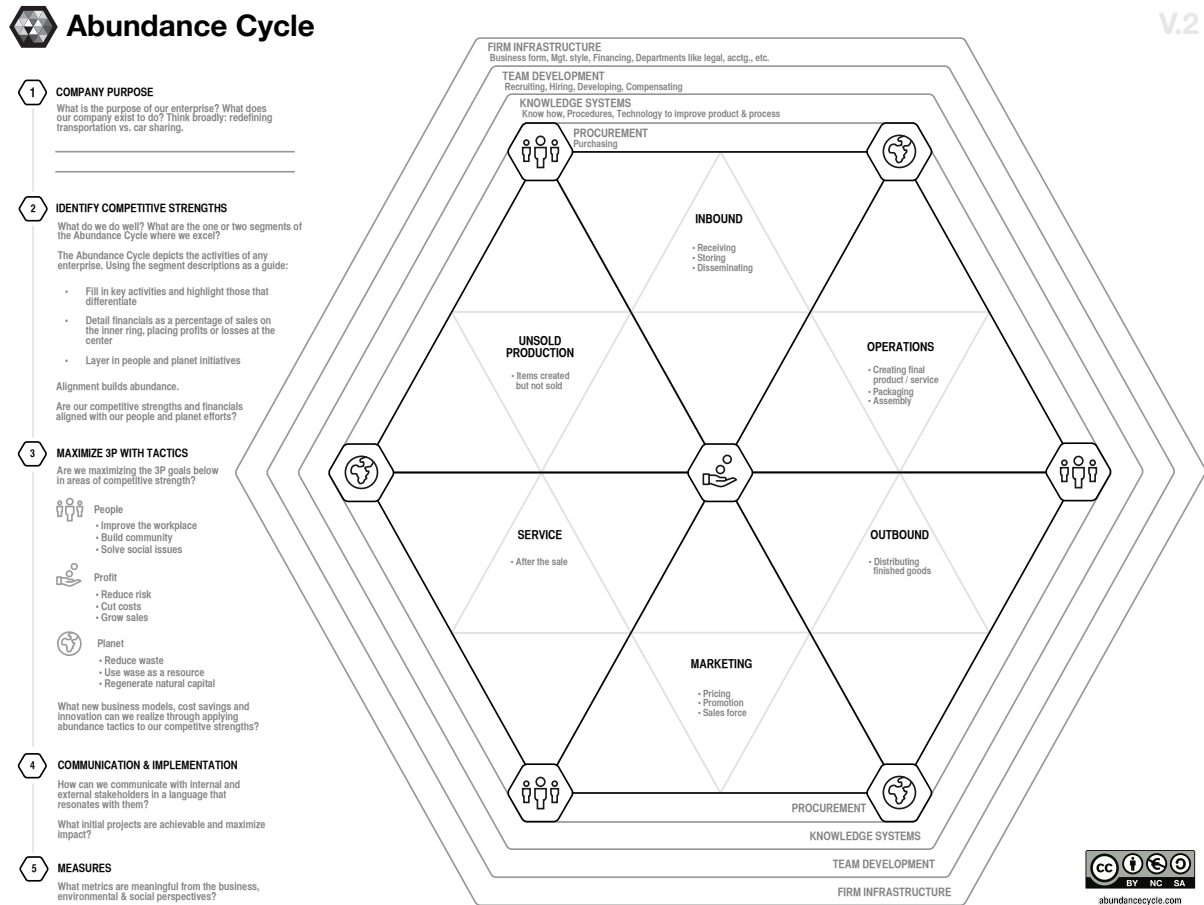 Abundance Cycle
V.2
1
COMPANY PURPOSE
What is the purpose of our enterprise? What does
our company exist to do? Think broadly: redefining
transportation vs. car sharing.
2
IDENTIFY COMPETITIVE STRENGTHS
What do we do well? What are the one or two segments of
the Abundance Cycle where we excel?
The Abundance Cycle depicts the activities of any
enterprise. Using the segment descriptions as a guide:
• Fill in key activities and highlight those that
differentiate
• Detail financials as a percentage of sales on
the inner ring, placing profits or losses at the
center
• Layer in people and planet initiatives
Alignment builds abundance.
Are our competitive strengths and financials
aligned with our people and planet efforts?
3
MAXIMIZE 3P WITH TACTICS
Are we maximizing the 3P goals below
in areas of competitive strength?
People
• Improve the workplace
• Build community
• Solve social issues
Profit
• Reduce risk
• Cut costs
• Grow sales
Planet
• Reduce waste
• Use wase as a resource
• Regenerate natural capital
What new business models, cost savings and
innovation can we realize through applying
abundance tactics to our competitve strengths?
4
COMMUNICATION & IMPLEMENTATION
How can we communicate with internal and
external stakeholders in a language that
resonates with them?
What initial projects are achievable and maximize
impact?
5
MEASURES
What metrics are meaningful from the business,
environmental & social perspectives?
FIRM INFRASTRUCTURE
Business form, Mgt. style, Financing, Departments like legal, acctg., etc.
TEAM DEVELOPMENT
Recruiting, Hiring, Developing, Compensating
KNOWLEDGE SYSTEMS
Know how, Procedures, Technology to improve product & process
PROCUREMENT
Purchasing
INBOUND
• Receiving
• Storing
• Disseminating
UNSOLD
PRODUCTION
• Items created
but not sold
OPERATIONS
• Creating final
product / service
• Packaging
• Assembly
SERVICE
• After the sale
OUTBOUND
• Distributing
finished goods
MARKETING
• Pricing
• Promotion
• Sales force
PROCUREMENT
KNOWLEDGE SYSTEMS
TEAM DEVELOPMENT
FIRM INFRASTRUCTURE
cc
BY NC SA
abundancecycle.com